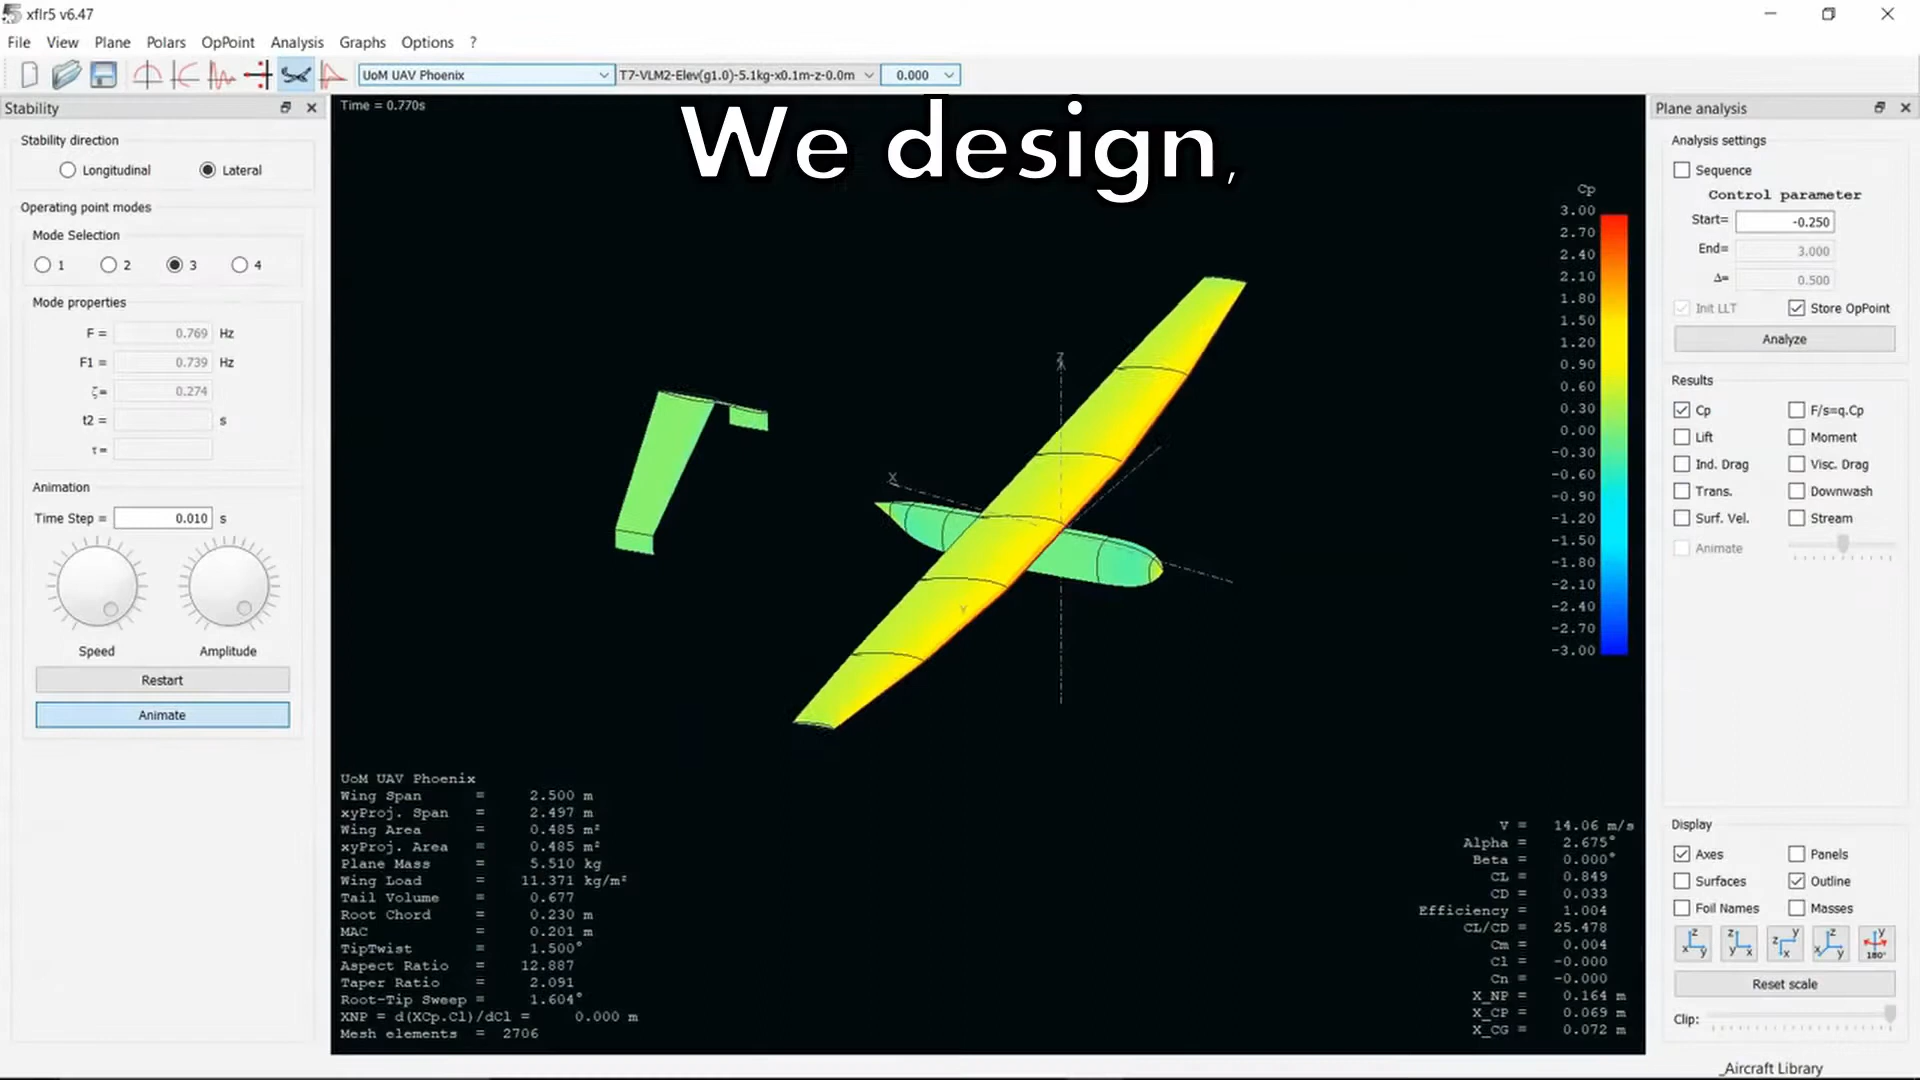 xflr5 v6.47
File View Plane Polars OpPoint Analysis Graphs Options ?
UoM UAV Phoenix T7-VLM2-Elev(g1.0)-5.1kg-x0.1m-z-0.0m 0.000
Stability
Stability direction
Longitudinal Lateral
Operating point modes
Mode Selection
1 2 3 4
Mode properties
F = 0.769 Hz
F1 = 0.739 Hz
ζ= 0.274
t2 = s
τ=
Animation
Time Step = 0.010 s
Speed Amplitude
Restart
Animate
Time = 0.770s
We design,
X
Y
Z
Cp
3.00
2.70
2.40
2.10
1.80
1.50
1.20
0.90
0.60
0.30
0.00
-0.30
-0.60
-0.90
-1.20
-1.50
-1.80
-2.10
-2.40
-2.70
-3.00
UoM UAV Phoenix
Wing Span = 2.500 m
xyProj. Span = 2.497 m
Wing Area = 0.485 m²
xyProj. Area = 0.485 m²
Plane Mass = 5.510 kg
Wing Load = 11.371 kg/m²
Tail Volume = 0.677
Root Chord = 0.230 m
MAC = 0.201 m
TipTwist = 1.500°
Aspect Ratio = 12.887
Taper Ratio = 2.091
Root-Tip Sweep = 1.604°
XNP = d(XCp.Cl)/dCl = 0.000 m
Mesh elements = 2706
V = 14.06 m/s
Alpha = 2.675°
Beta = 0.000°
CL = 0.849
CD = 0.033
Efficiency = 1.004
CL/CD = 25.478
Cm = 0.004
Cl = -0.000
Cn = -0.000
X_NP = 0.164 m
X_CP = 0.069 m
X_CG = 0.072 m
Plane analysis
Analysis settings
Sequence
Control parameter
Start= -0.250
End= 3.000
Δ= 0.500
Init LLT Store OpPoint
Analyze
Results
Cp F/s=q.Cp
Lift Moment
Ind. Drag Visc. Drag
Trans. Downwash
Surf. Vel. Stream
Animate
Display
Axes Panels
Surfaces Outline
Foil Names Masses
z x y z y x z y x z x y y 180°
Reset scale
Clip:
_Aircraft Library